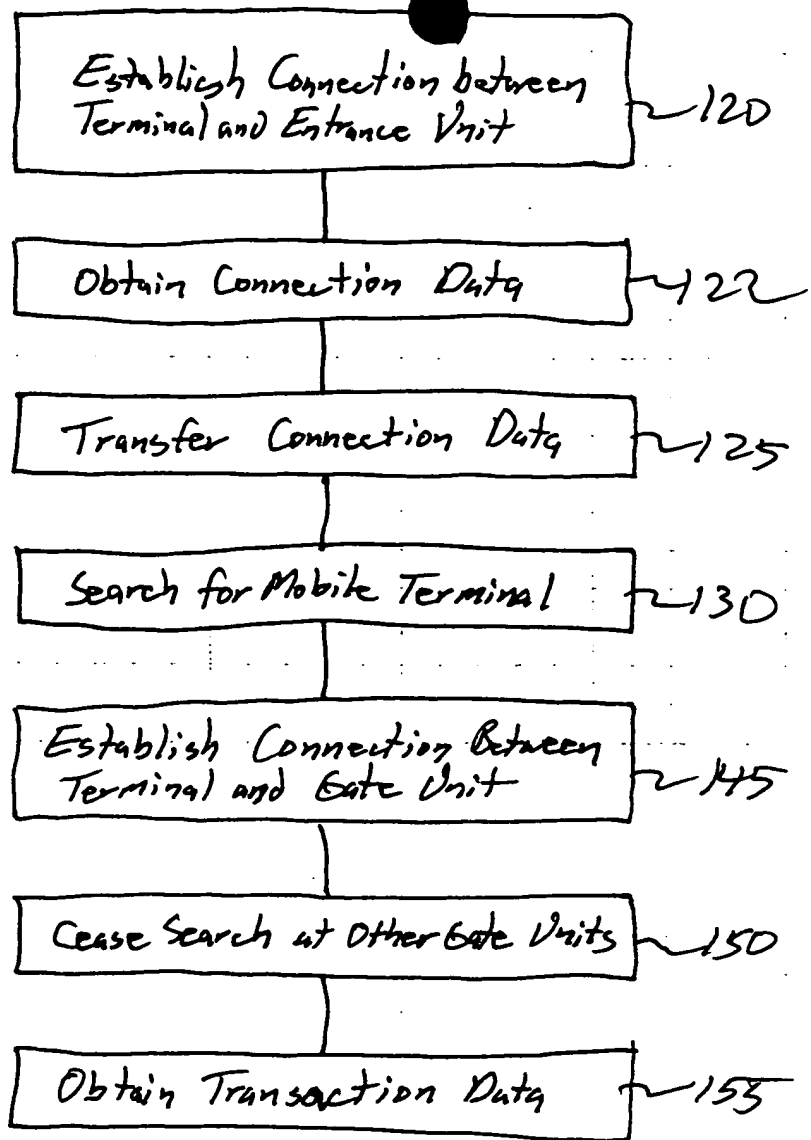 Establish Connection between
Terminal and Entrance Unit
120
Obtain Connection Data
122
Transfer Connection Data
125
Search for Mobile Terminal
130
Establish Connection Between
Terminal and Gate Unit
145
Cease Search at Other Gate Units
150
Obtain Transaction Data
155